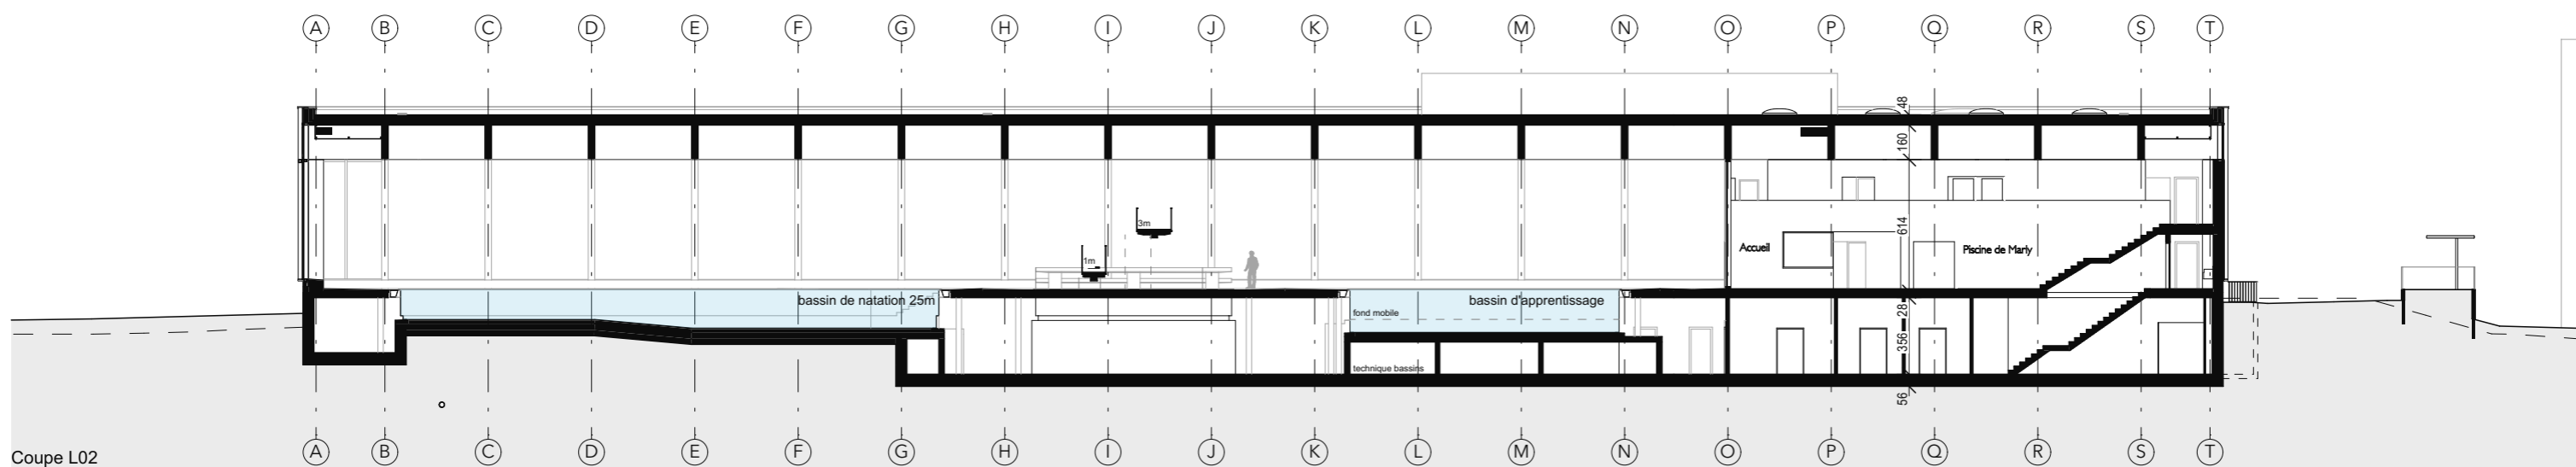 A B C D E F G H I J K L M N O P Q R S T
48
160
3m
614
Accueil
Piscine de Marly
1m
bassin de natation 25m
bassin d'apprentissage
28
fond mobile
356
technique bassins
56
A B C D E F G H I J K L M N O P Q R S T
Coupe L02